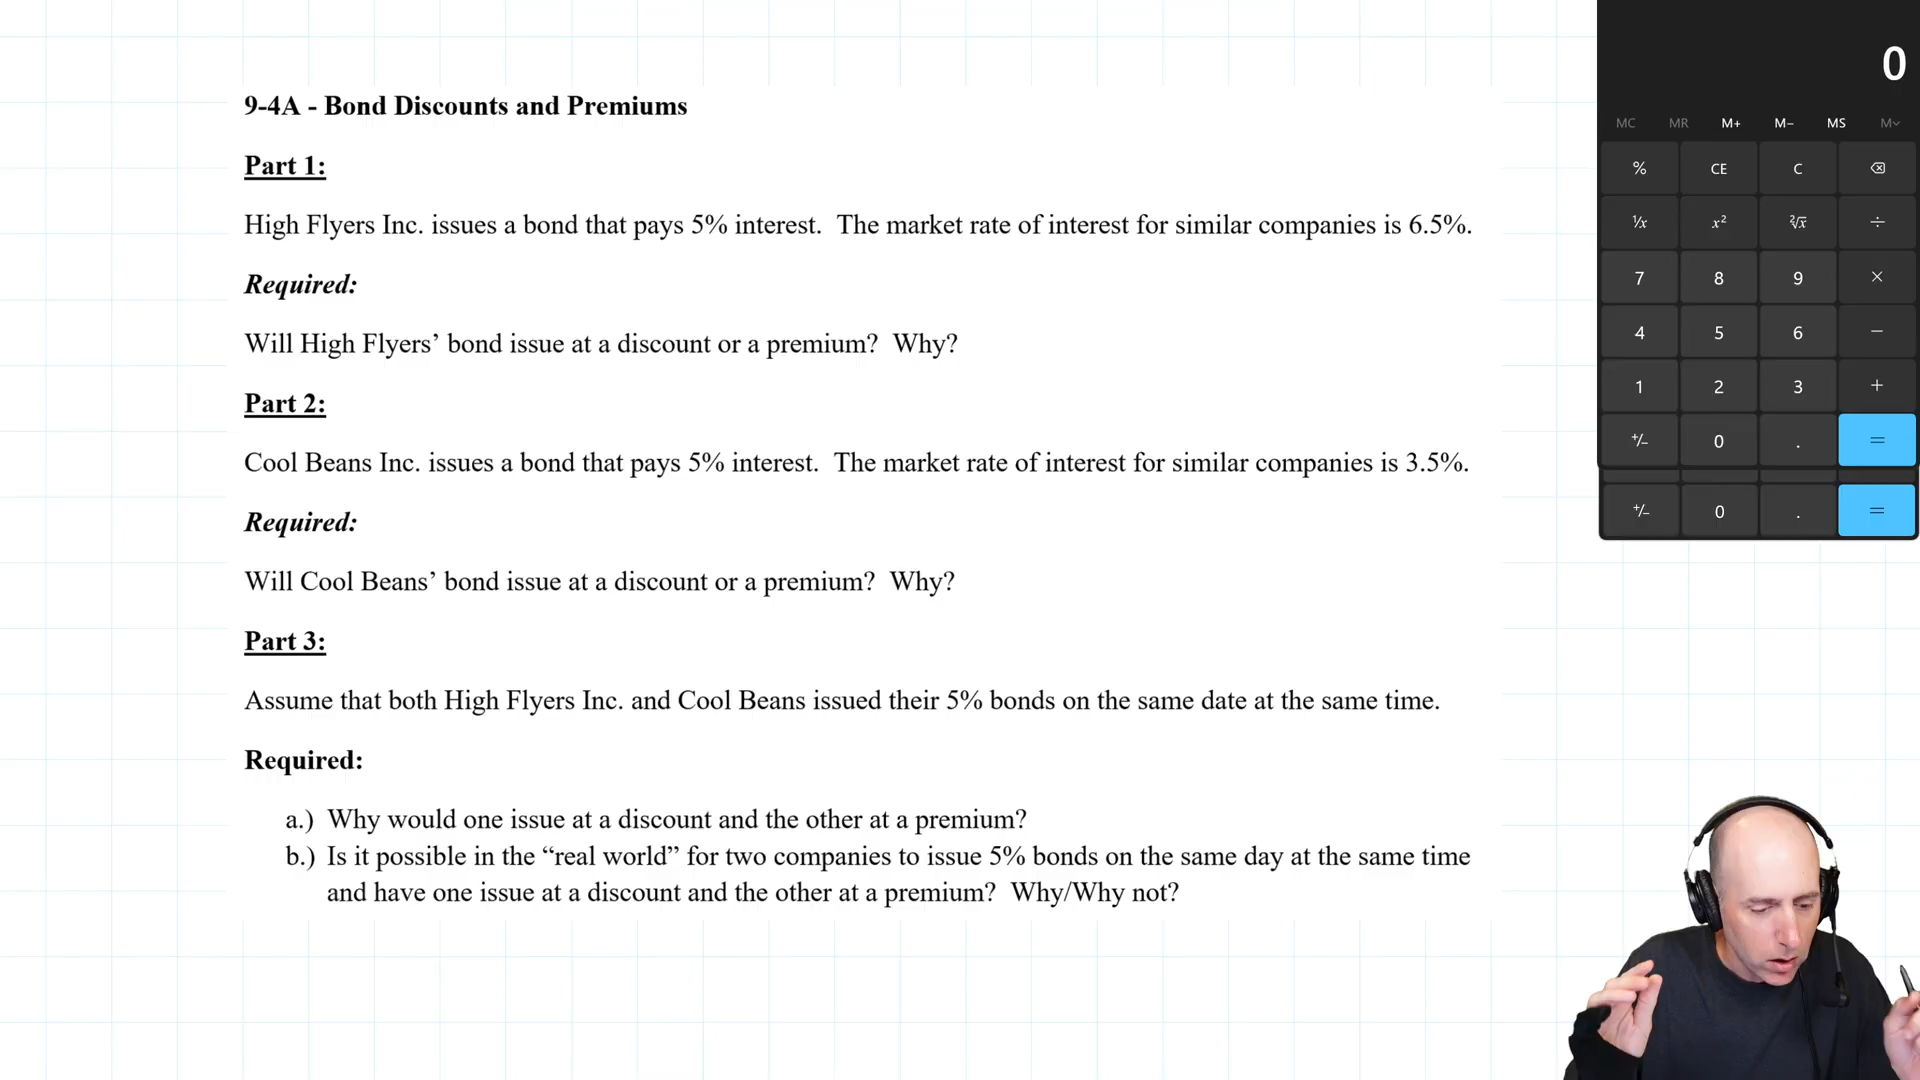 9-4A - Bond Discounts and Premiums
Part 1:
High Flyers Inc. issues a bond that pays 5% interest.  The market rate of interest for similar companies is 6.5%.
Required:
Will High Flyers’ bond issue at a discount or a premium?  Why?
Part 2:
Cool Beans Inc. issues a bond that pays 5% interest.  The market rate of interest for similar companies is 3.5%.
Required:
Will Cool Beans’ bond issue at a discount or a premium?  Why?
Part 3:
Assume that both High Flyers Inc. and Cool Beans issued their 5% bonds on the same date at the same time.
Required:
a.) Why would one issue at a discount and the other at a premium?
b.) Is it possible in the “real world” for two companies to issue 5% bonds on the same day at the same time
and have one issue at a discount and the other at a premium?  Why/Why not?
0
MC MR M+ M− MS M˅
% CE C ⌫
¹/x x² ²√x ÷
7 8 9 ×
4 5 6 −
1 2 3 +
+/− 0 . =
+/− 0 . =